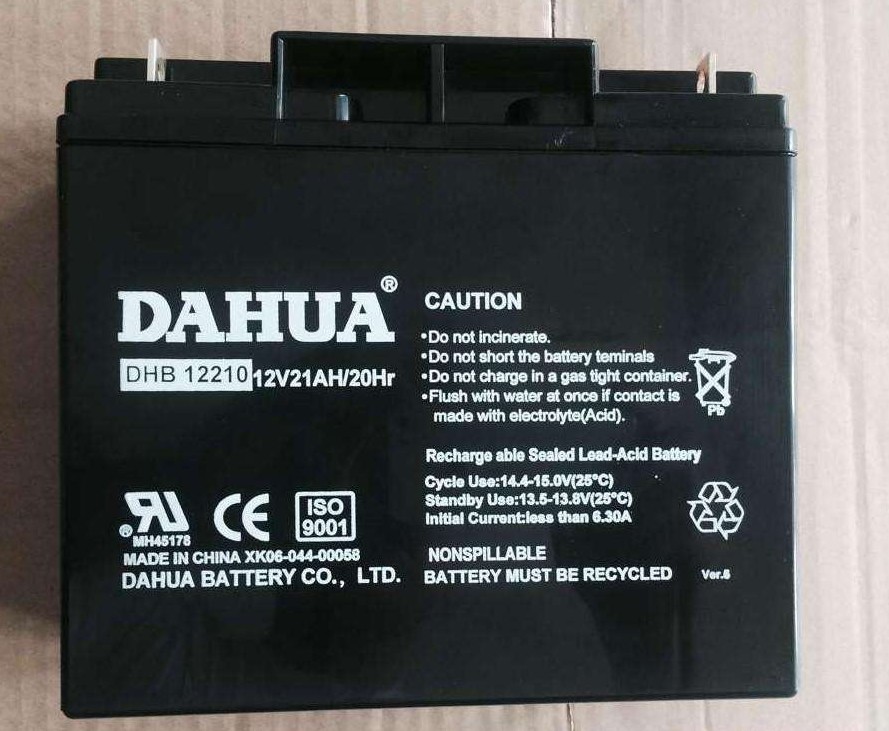 DAHUA®
DHB 12210 12V21AH/20Hr
CAUTION
•Do not incinerate.
•Do not short the battery teminals
•Do not charge in a gas tight container.
•Flush with water at once if contact is
made with electrolyte(Acid).
Pb
Recharge able Sealed Lead-Acid Battery
Cycle Use:14.4-15.0V(25°C)
Standby Use:13.5-13.8V(25°C)
Initial Current:less than 6.30A
NONSPILLABLE
BATTERY MUST BE RECYCLED
Ver.5
RU®
MH45178
CE
ISO
9001
MADE IN CHINA XK06-044-00058
DAHUA BATTERY CO., LTD.